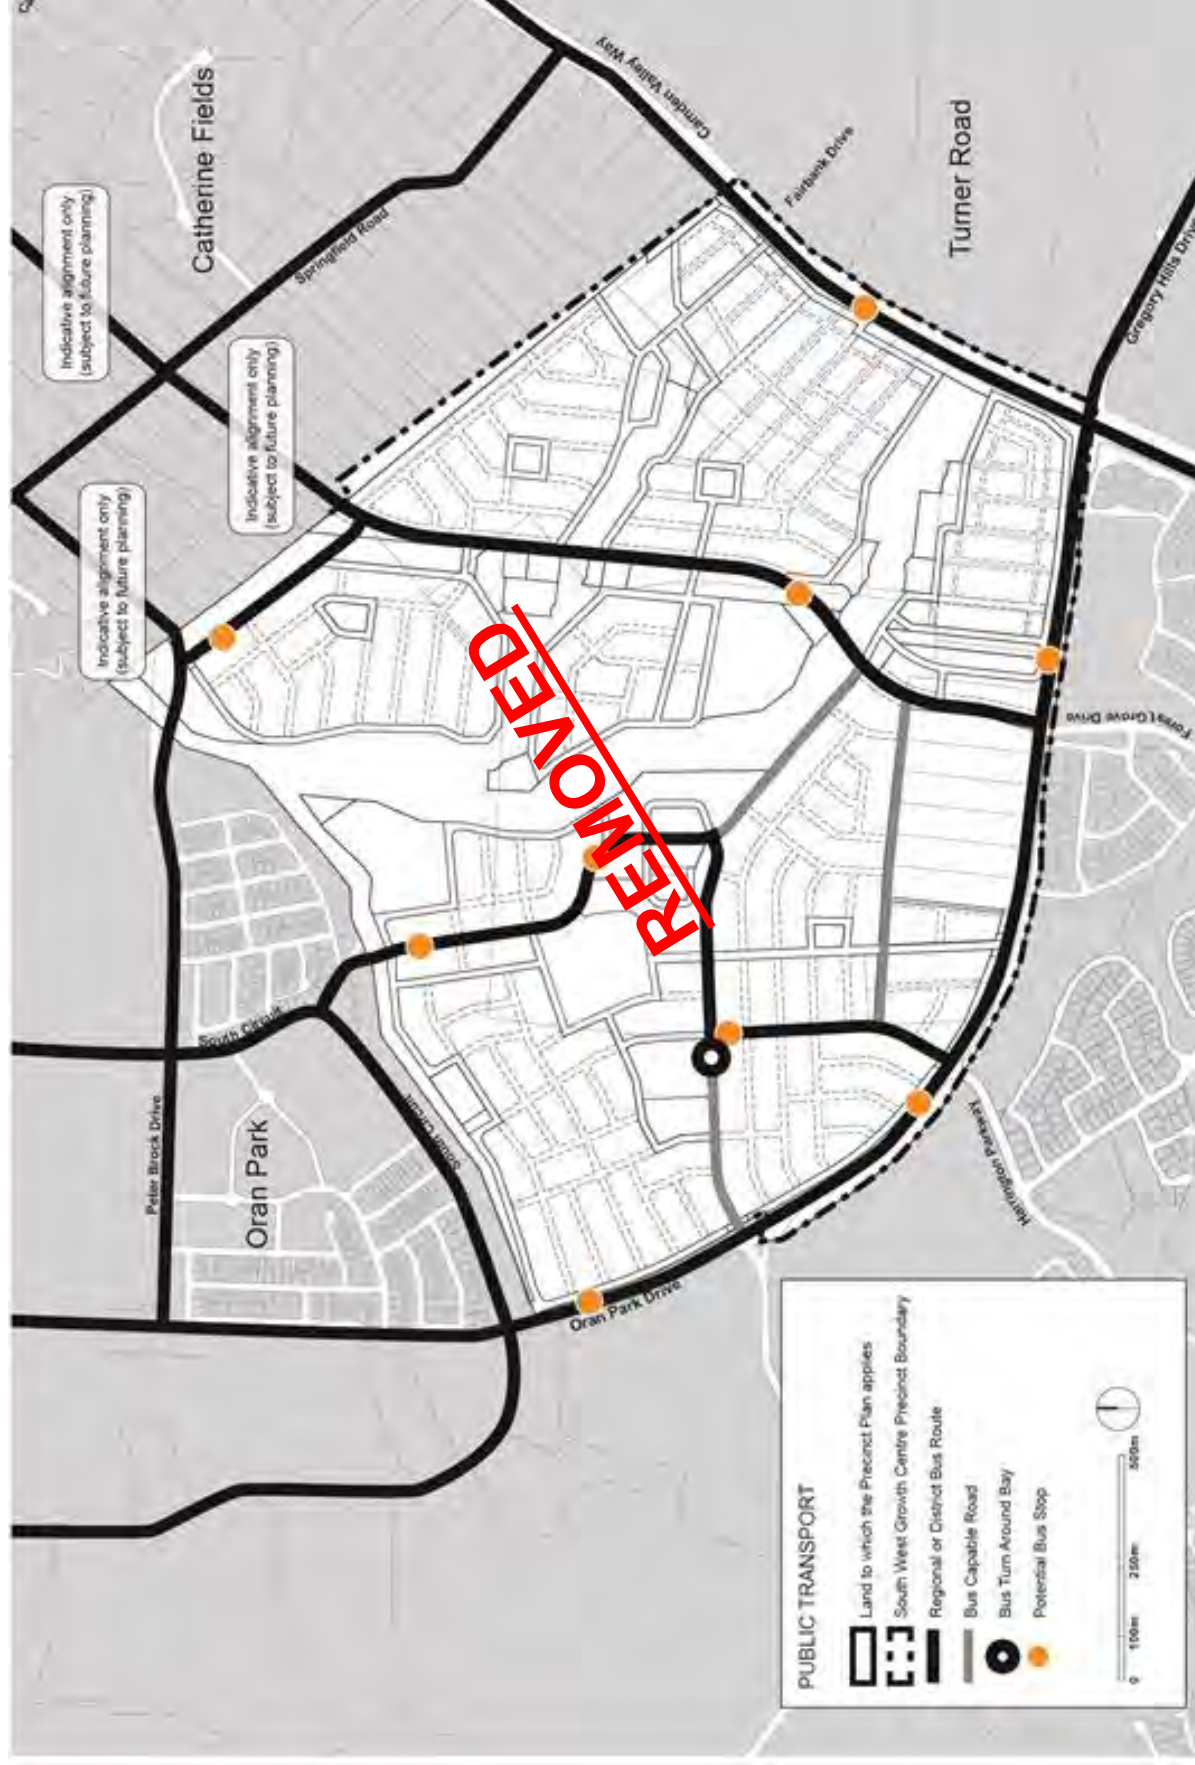 Catherine Fields
Camden Valley Way
Fairbank Drive
Turner Road
Gregory Hills Drive
Springfield Road
Indicative alignment only
(subject to future planning)
Indicative alignment only
(subject to future planning)
Indicative alignment only
(subject to future planning)
REMOVED
Forest Grove Drive
South Circuit
South Circuit
Peter Brock Drive
Oran Park
Oran Park Drive
Harrington Parkway
PUBLIC TRANSPORT
Land to which the Precinct Plan applies
South West Growth Centre Precinct Boundary
Regional or District Bus Route
Bus Capable Road
Bus Turn Around Bay
Potential Bus Stop
0 100m 250m 500m